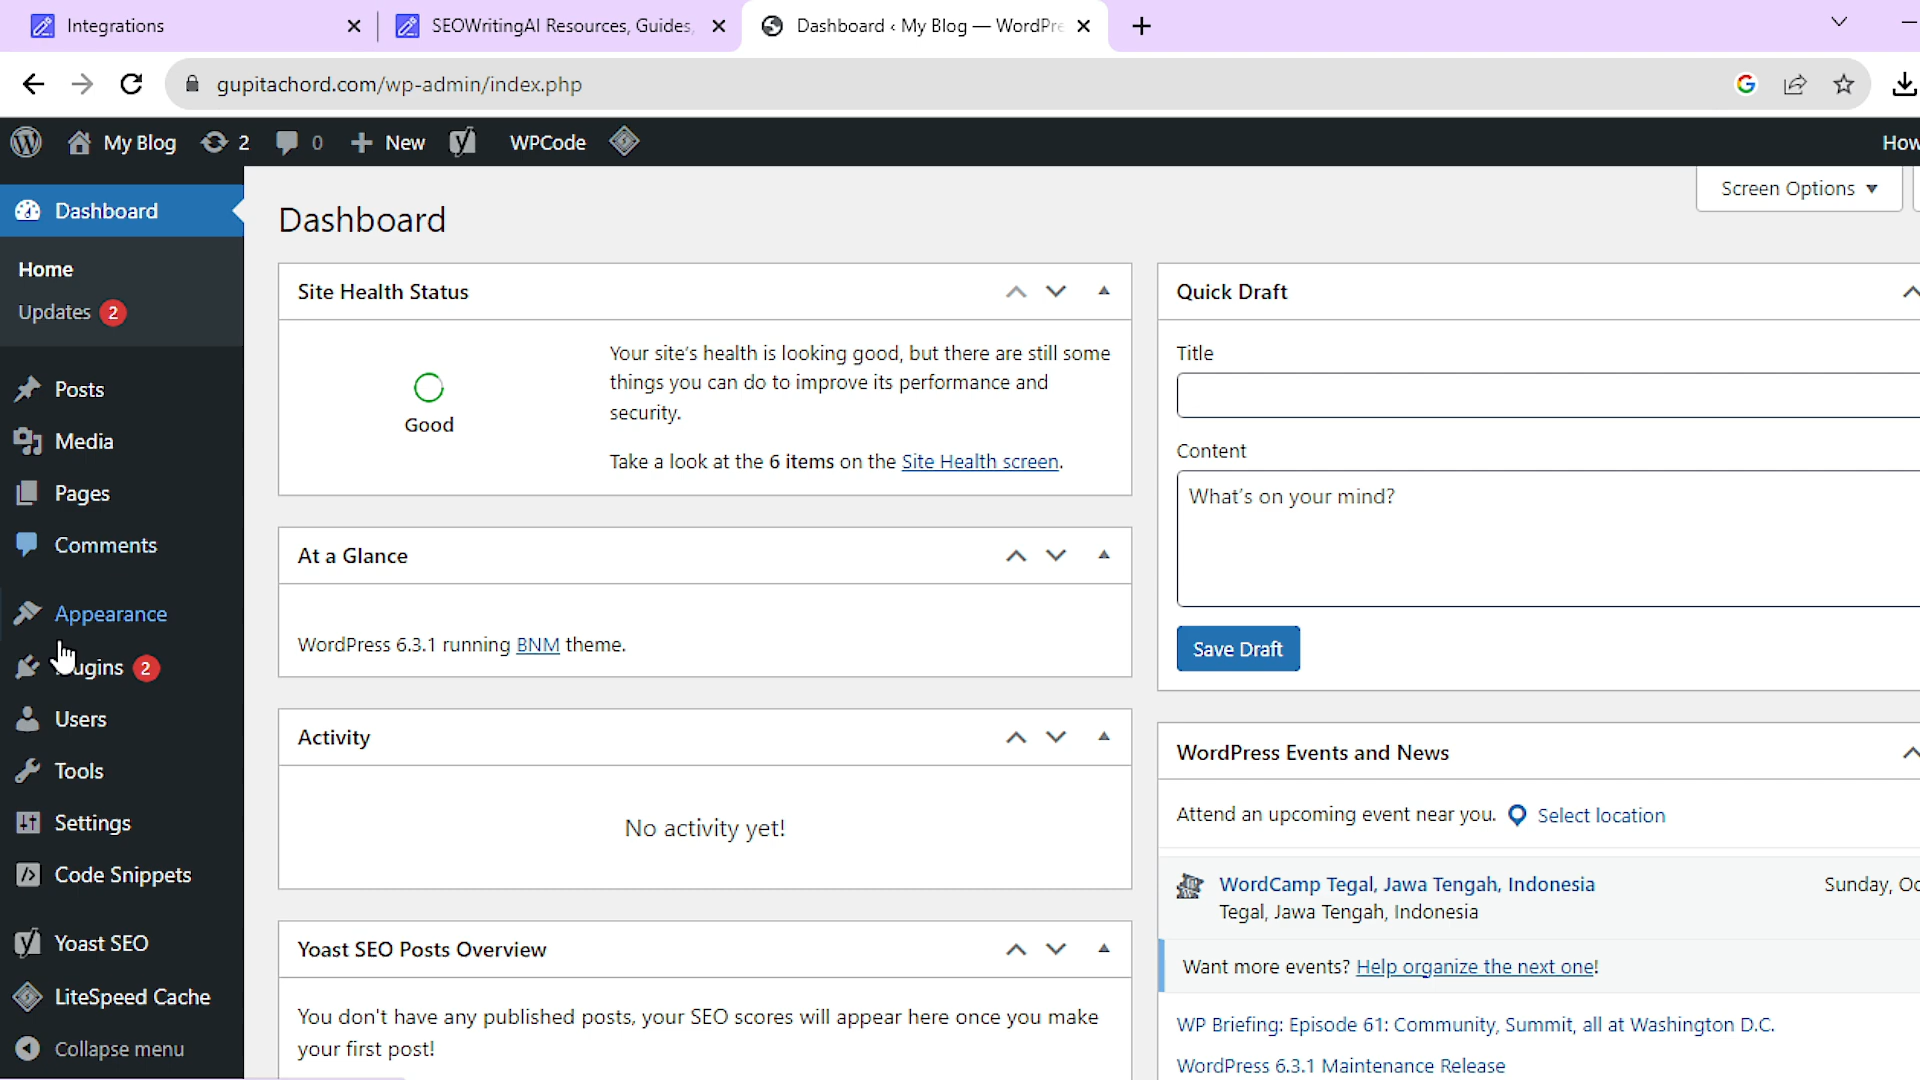 Integrations
SEOWritingAI Resources, Guides,
Dashboard ‹ My Blog — WordPre
gupitachord.com/wp-admin/index.php
My Blog
2
0
New
WPCode
How
Screen Options
Dashboard
Home
Updates 2
Posts
Media
Pages
Comments
Appearance
ugins 2
Users
Tools
Settings
Code Snippets
Yoast SEO
LiteSpeed Cache
Collapse menu
Dashboard
Site Health Status
Good
Your site's health is looking good, but there are still some
things you can do to improve its performance and
security.
Take a look at the 6 items on the Site Health screen.
At a Glance
WordPress 6.3.1 running BNM theme.
Activity
No activity yet!
Yoast SEO Posts Overview
You don't have any published posts, your SEO scores will appear here once you make
your first post!
Quick Draft
Title
Content
What's on your mind?
Save Draft
WordPress Events and News
Attend an upcoming event near you. Select location
WordCamp Tegal, Jawa Tengah, Indonesia
Sunday, Oc
Tegal, Jawa Tengah, Indonesia
Want more events? Help organize the next one!
WP Briefing: Episode 61: Community, Summit, all at Washington D.C.
WordPress 6.3.1 Maintenance Release